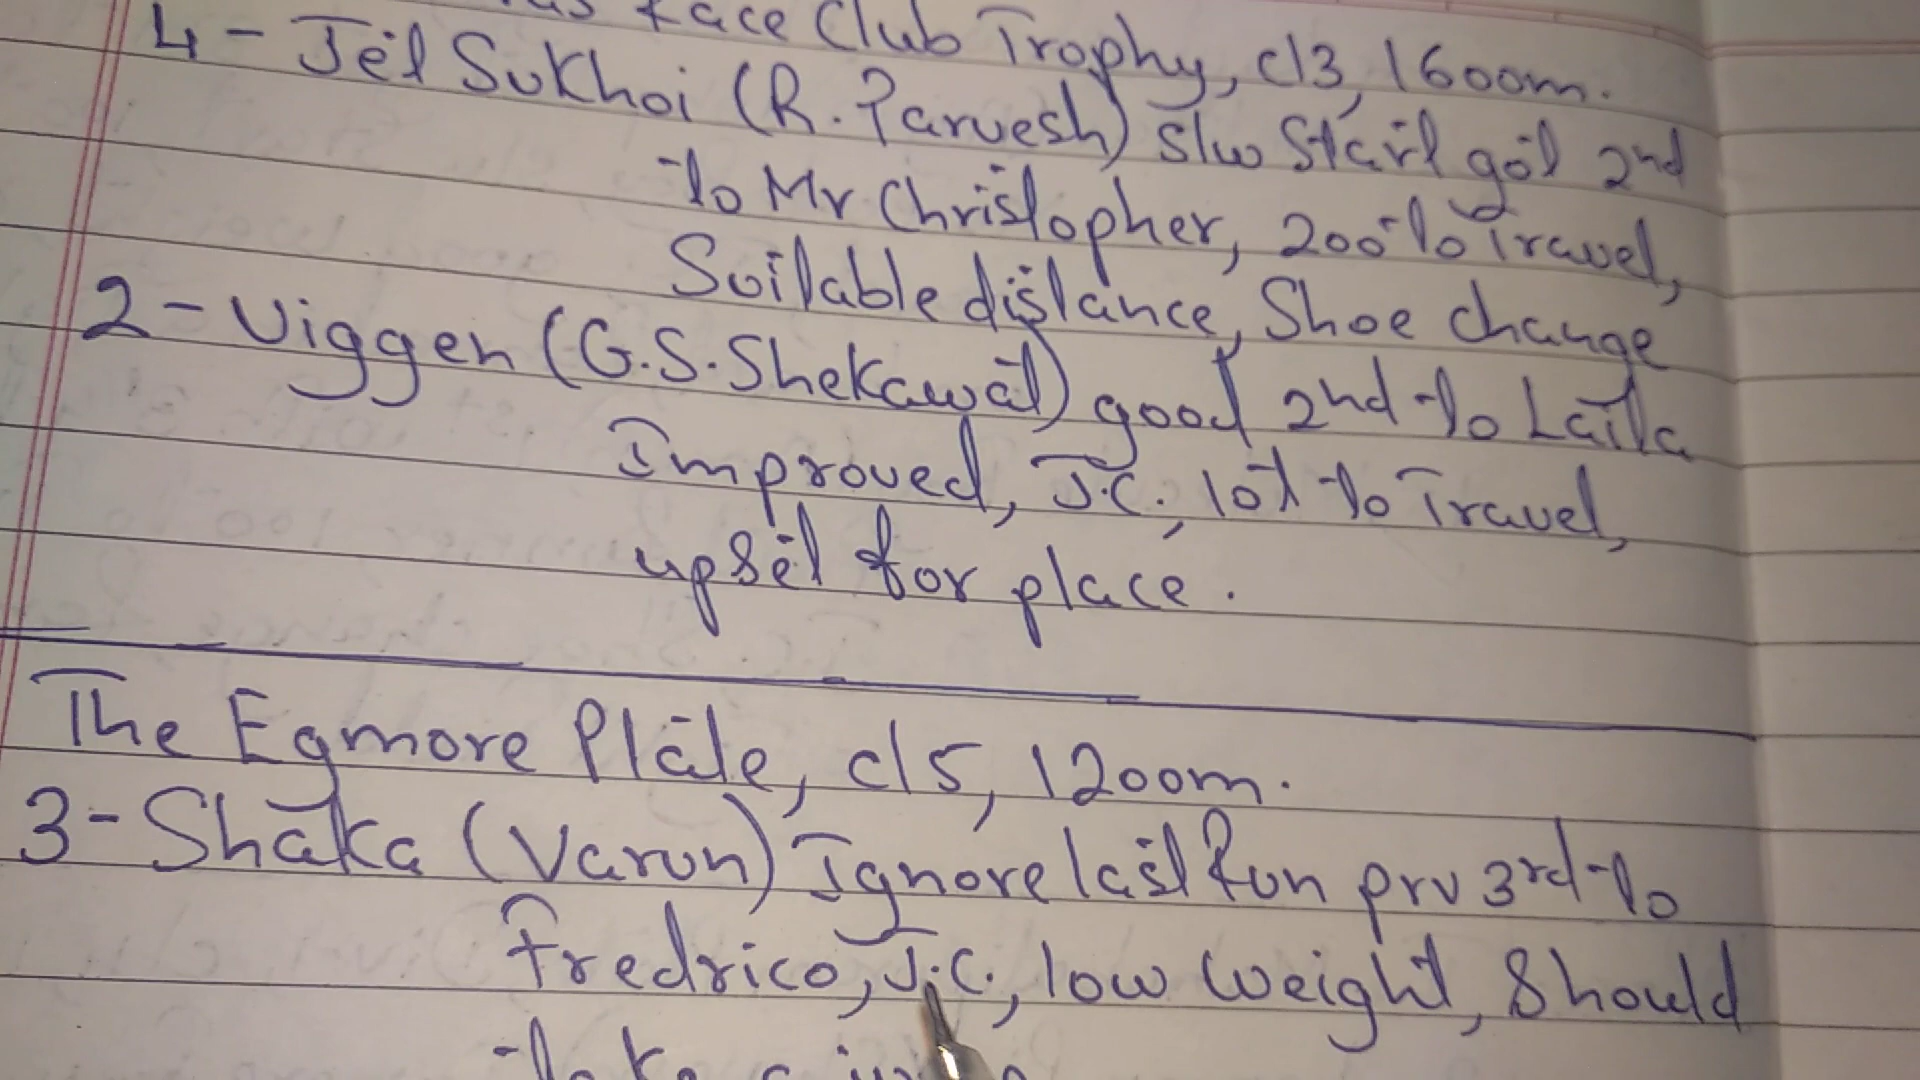 Race Club Trophy, cl3, 1600m.
4 - Jet Sukhoi (R. Parvesh) slw start got 2nd
to Mr Christopher, 200 to Travel,
Suitable distance, Shoe change
2 - Viggen (G.S. Shekawat) good 2nd to Laila
Improved, J.C., lot to Travel,
upset for place.
The Egmore Plate, cl5, 1200m.
3 - Shaka (Varun) Ignore last Run prv 3rd to
Fredrico, J.C., low weight, Should
take